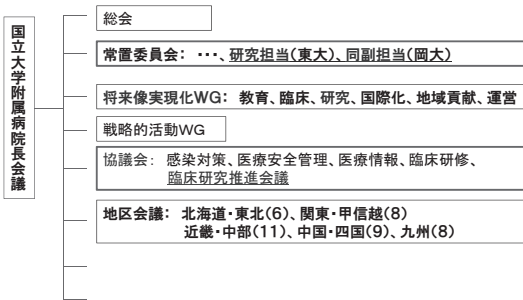 国立大学附属病院長会議
総会
常置委員会: ・・・、研究担当(東大)、同副担当(岡大)
将来像実現化WG: 教育、臨床、研究、国際化、地域貢献、運営
戦略的活動WG
協議会: 感染対策、医療安全管理、医療情報、臨床研修、
臨床研究推進会議
地区会議: 北海道・東北(6)、関東・甲信越(8)
近畿・中部(11)、中国・四国(9)、九州(8)